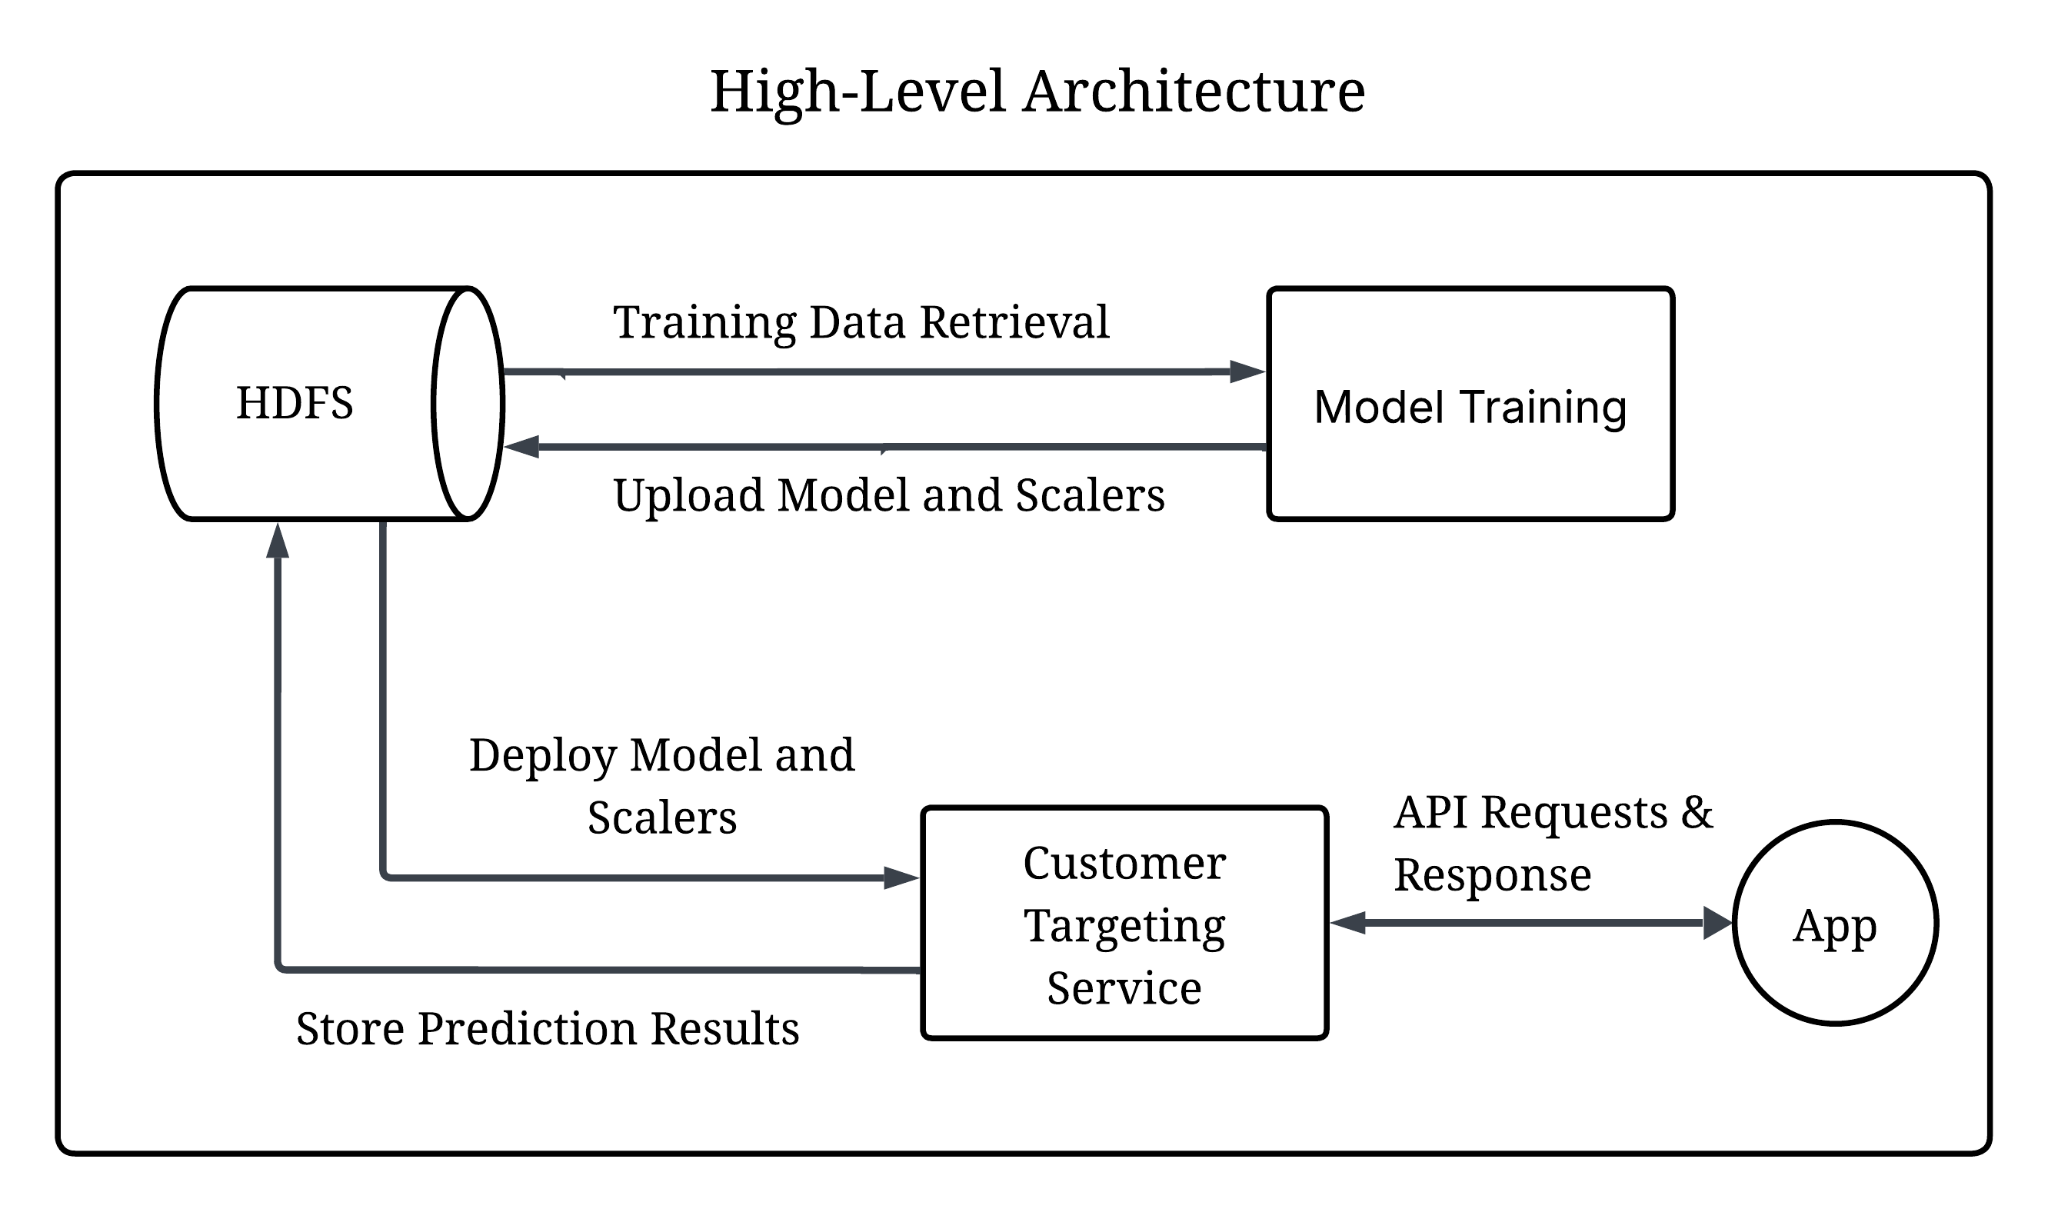 High-Level Architecture
Training Data Retrieval
HDFS
Model Training
Upload Model and Scalers
Deploy Model and
Scalers
API Requests &
Response
Customer
Targeting
Service
App
Store Prediction Results